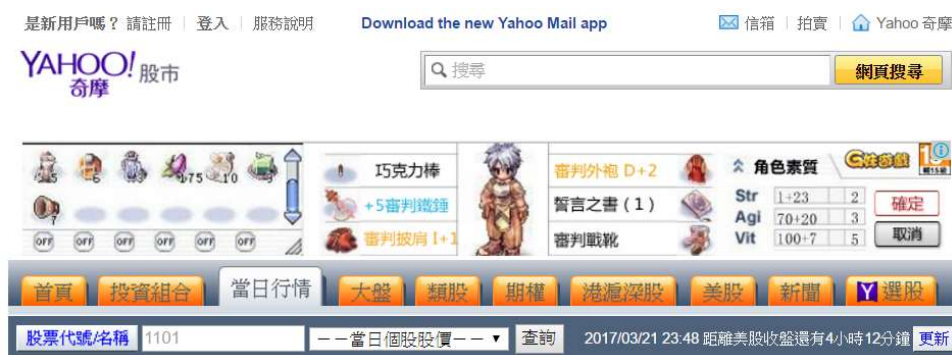 是新用戶嗎？ 請註冊 | 登入 | 服務說明 Download the new Yahoo Mail app 信箱 | 拍賣 | Yahoo 奇摩
YAHOO! 奇摩 股市
搜尋 網頁搜尋
巧克力棒 審判外袍 D+2 角色素質
Str 1+23 2 確定
+5審判鐵錘 誓言之書 ( 1 ) Agi 70+20 3
審判披肩 I+1 審判戰靴 Vit 100+7 5 取消
OFF OFF OFF OFF OFF OFF
首頁 投資組合 當日行情 大盤 類股 期權 港滬深股 美股 新聞 Y 選股
股票代號/名稱 1101 －－當日個股股價－－ 查詢 2017/03/21 23:48 距離美股收盤還有4小時12分鐘 更新